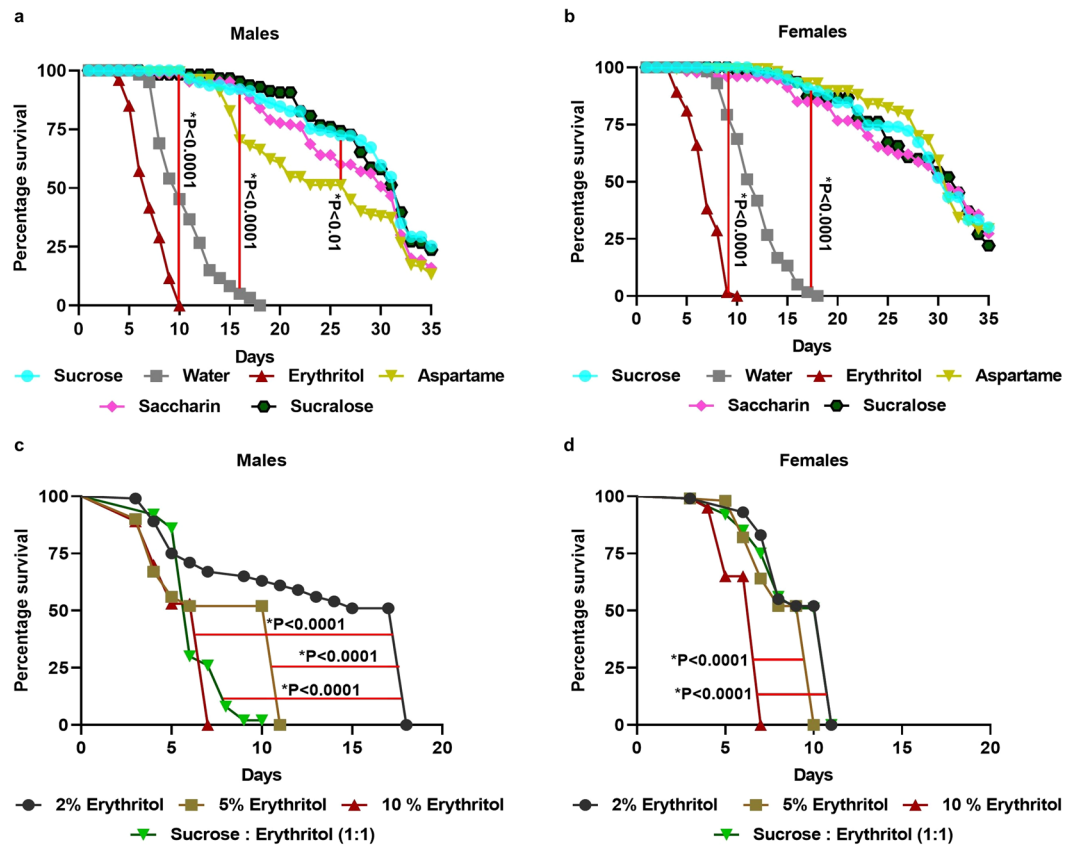 a
Males
Percentage survival
100
75
50
25
0
*P<0.0001
*P<0.0001
*P<0.01
0 5 10 15 20 25 30 35
Days
Sucrose Water Erythritol Aspartame
Saccharin Sucralose
b
Females
Percentage survival
100
75
50
25
0
*P<0.0001
*P<0.0001
0 5 10 15 20 25 30 35
Days
Sucrose Water Erythritol Aspartame
Saccharin Sucralose
c
Males
Percentage survival
100
75
50
25
0
*P<0.0001
*P<0.0001
*P<0.0001
0 5 10 15 20
Days
2% Erythritol 5% Erythritol 10 % Erythritol
Sucrose : Erythritol (1:1)
d
Females
Percentage survival
100
75
50
25
0
*P<0.0001
*P<0.0001
0 5 10 15 20
Days
2% Erythritol 5% Erythritol 10 % Erythritol
Sucrose : Erythritol (1:1)